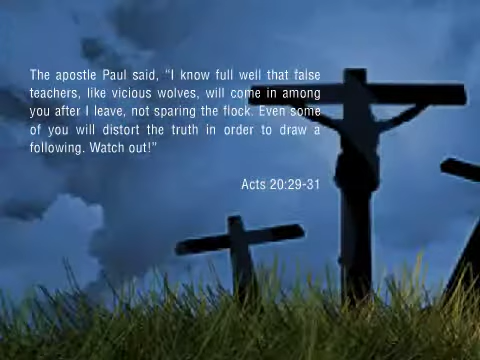 The apostle Paul said, “I know full well that false
teachers, like vicious wolves, will come in among
you after I leave, not sparing the flock. Even some
of you will distort the truth in order to draw a
following. Watch out!”
Acts 20:29-31